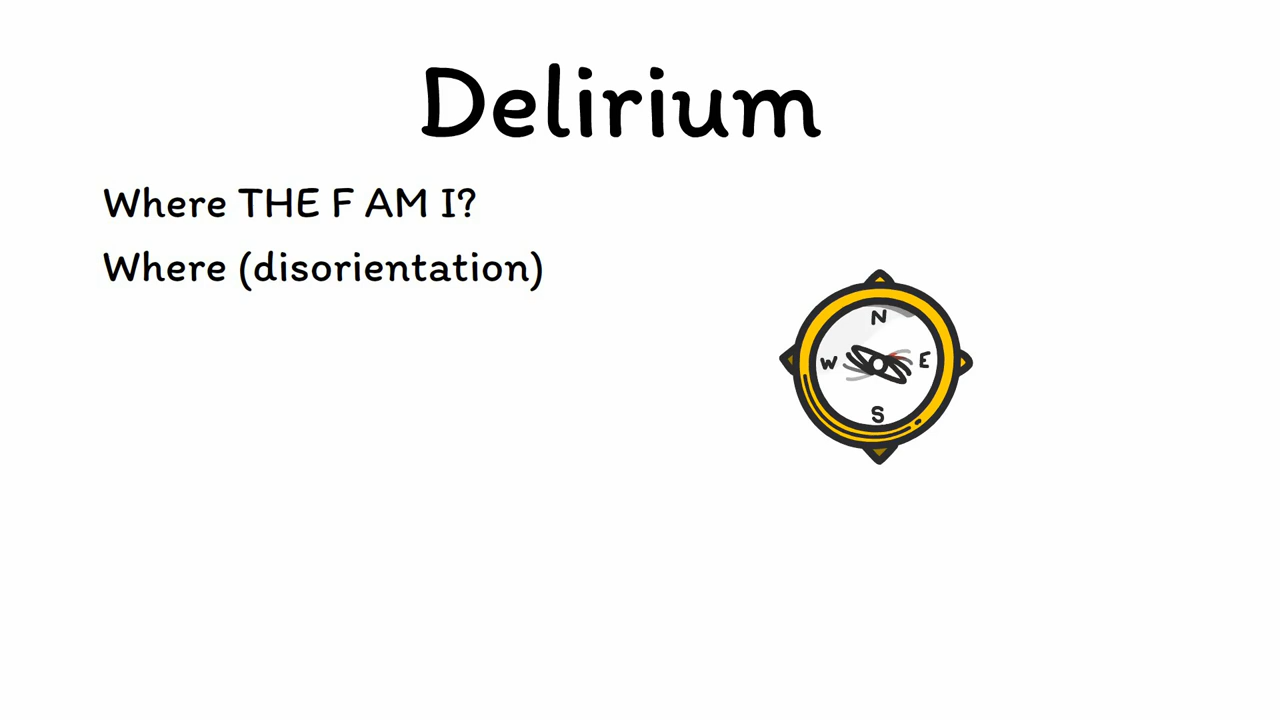 Delirium
Where THE F AM I?
Where (disorientation)
N
W E
S